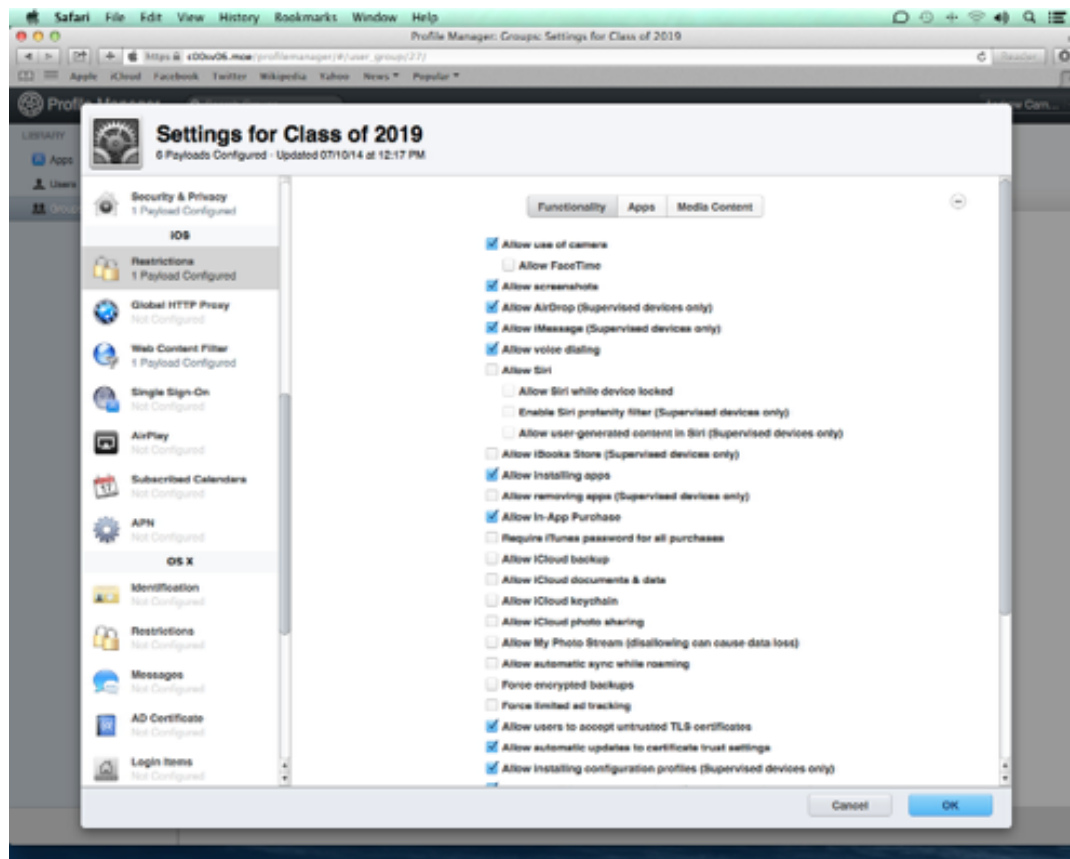 Safari File Edit View History Bookmarks Window Help
Profile Manager: Groups: Settings for Class of 2019
https c00sv06.moe/profilemanager/#/user_group/27/
Reader
Apple iCloud Facebook Twitter Wikipedia Yahoo News Popular
LIBRARY
Apps
Users
Settings for Class of 2019
6 Payloads Configured - Updated 07/10/14 at 12:17 PM
Security & Privacy
1 Payload Configured
iOS
Restrictions
1 Payload Configured
Global HTTP Proxy
Not Configured
Web Content Filter
1 Payload Configured
Single Sign-On
Not Configured
AirPlay
Not Configured
Subscribed Calendars
Not Configured
17
APN
Not Configured
OS X
Identification
Not Configured
Restrictions
Not Configured
Messages
Not Configured
AD Certificate
Not Configured
Login Items
Not Configured
Functionality Apps Media Content
Allow use of camera
Allow FaceTime
Allow screenshots
Allow AirDrop (Supervised devices only)
Allow iMessage (Supervised devices only)
Allow voice dialing
Allow Siri
Allow Siri while device locked
Enable Siri profanity filter (Supervised devices only)
Allow user-generated content in Siri (Supervised devices only)
Allow iBooks Store (Supervised devices only)
Allow installing apps
Allow removing apps (Supervised devices only)
Allow In-App Purchase
Require iTunes password for all purchases
Allow iCloud backup
Allow iCloud documents & data
Allow iCloud keychain
Allow iCloud photo sharing
Allow My Photo Stream (disallowing can cause data loss)
Allow automatic sync while roaming
Force encrypted backups
Force limited ad tracking
Allow users to accept untrusted TLS certificates
Allow automatic updates to certificate trust settings
Allow installing configuration profiles (Supervised devices only)
Cancel OK